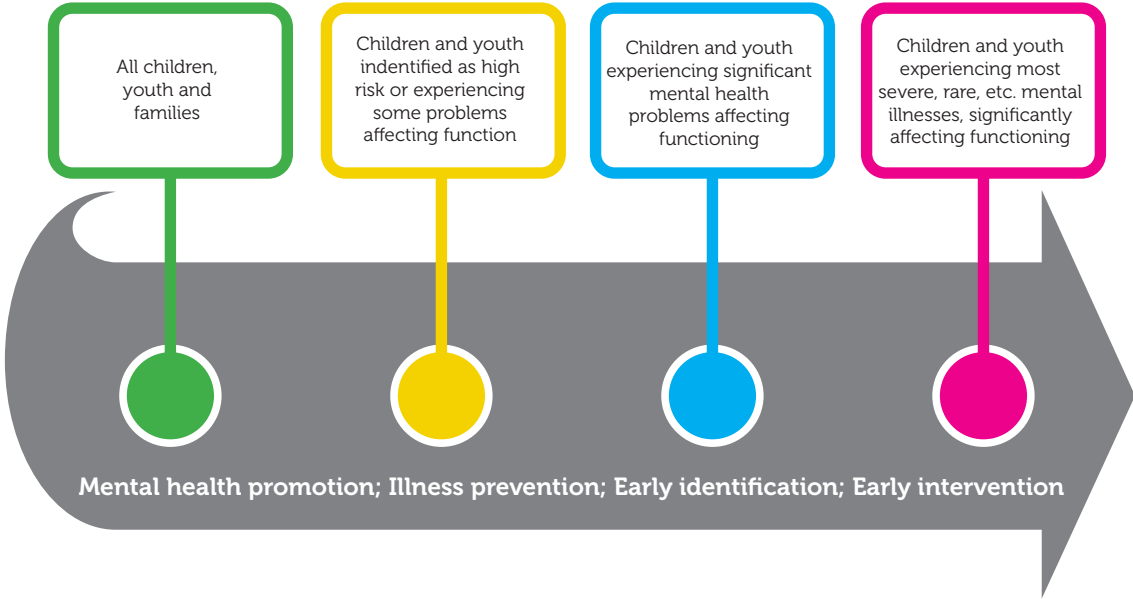 All children,
youth and
families
Children and youth
indentified as high
risk or experiencing
some problems
affecting function
Children and youth
experiencing significant
mental health
problems affecting
functioning
Children and youth
experiencing most
severe, rare, etc. mental
illnesses, significantly
affecting functioning
Mental health promotion; Illness prevention; Early identification; Early intervention